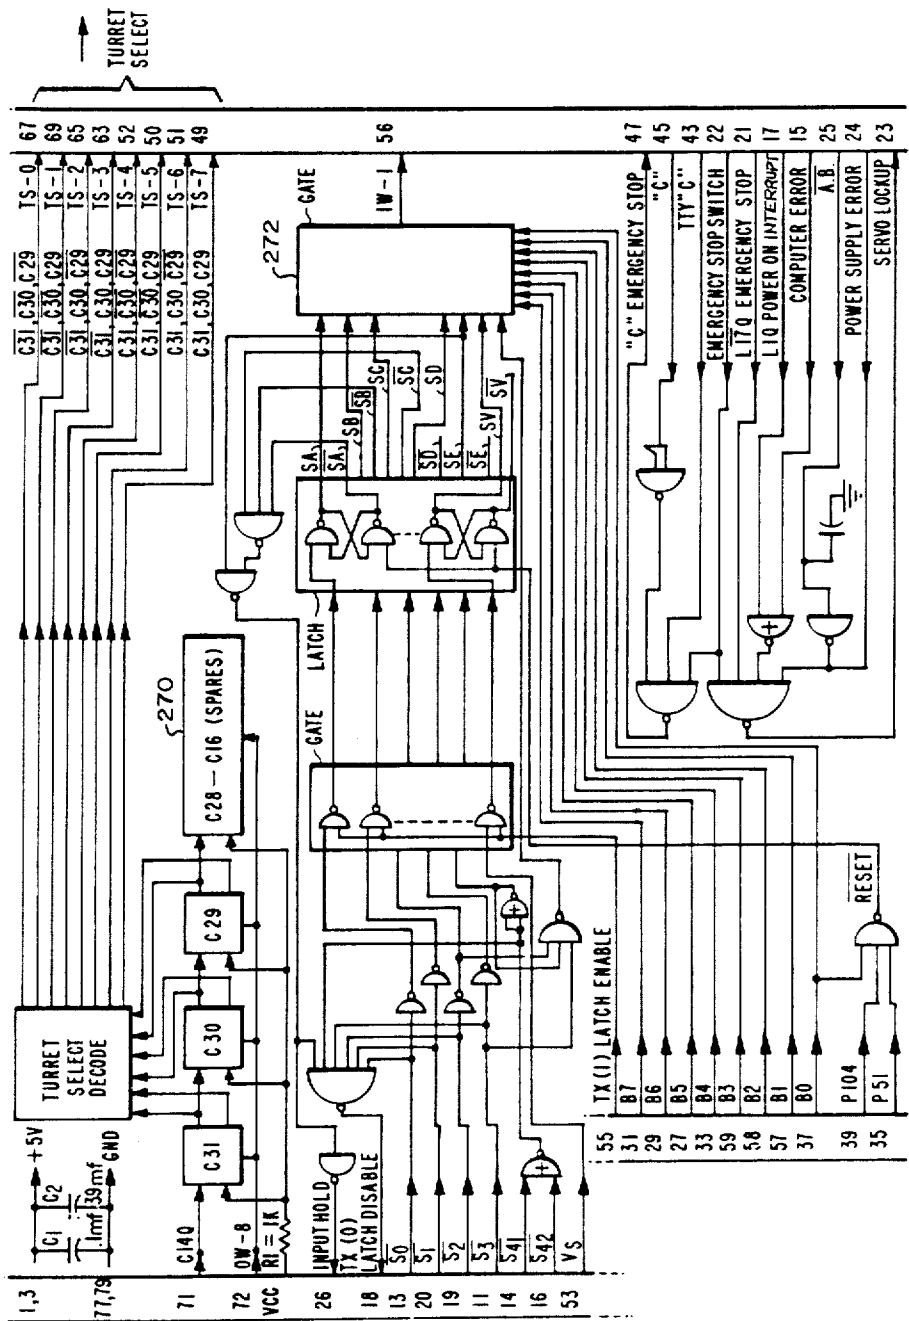 TURRET
SELECT
67
69
65
63
52
50
51
49
56
47
45
43
22
21
17
15
25
24
23
TS-0
TS-1
TS-2
TS-3
TS-4
TS-5
TS-6
TS-7
C31, C30, C29
C31, C30, C29
C31, C30, C29
C31, C30, C29
C31, C30, C29
C31, C30, C29
C31, C30, C29
C31, C30, C29
1W-1
GATE
272
"C" EMERGENCY STOP
"C"
TTY "C"
EMERGENCY STOP SWITCH
L17Q EMERGENCY STOP
L1Q POWER ON INTERRUPT
COMPUTER ERROR
A.B
POWER SUPPLY ERROR
SERVO LOCKUP
SA
SA
SB
SB
SC
SC
SD
SD
SE
SE
SV
SV
LATCH
GATE
270
C28 - C16 (SPARES)
C29
C30
C31
TURRET
SELECT
DECODE
+5V
GND
C1
.1mf
C2
39mf
C14Q
OW-8
R1 = 1K
INPUT HOLD
TX (0)
LATCH DISABLE
S0
S1
S2
S3
S41
S42
VS
1,3
77,79
71
72
VCC
26
18
13
20
19
11
14
16
53
TX (1) LATCH ENABLE
B7
B6
B5
B4
B3
B2
B1
B0
P104
P51
RESET
55
31
29
27
33
59
58
57
37
39
35